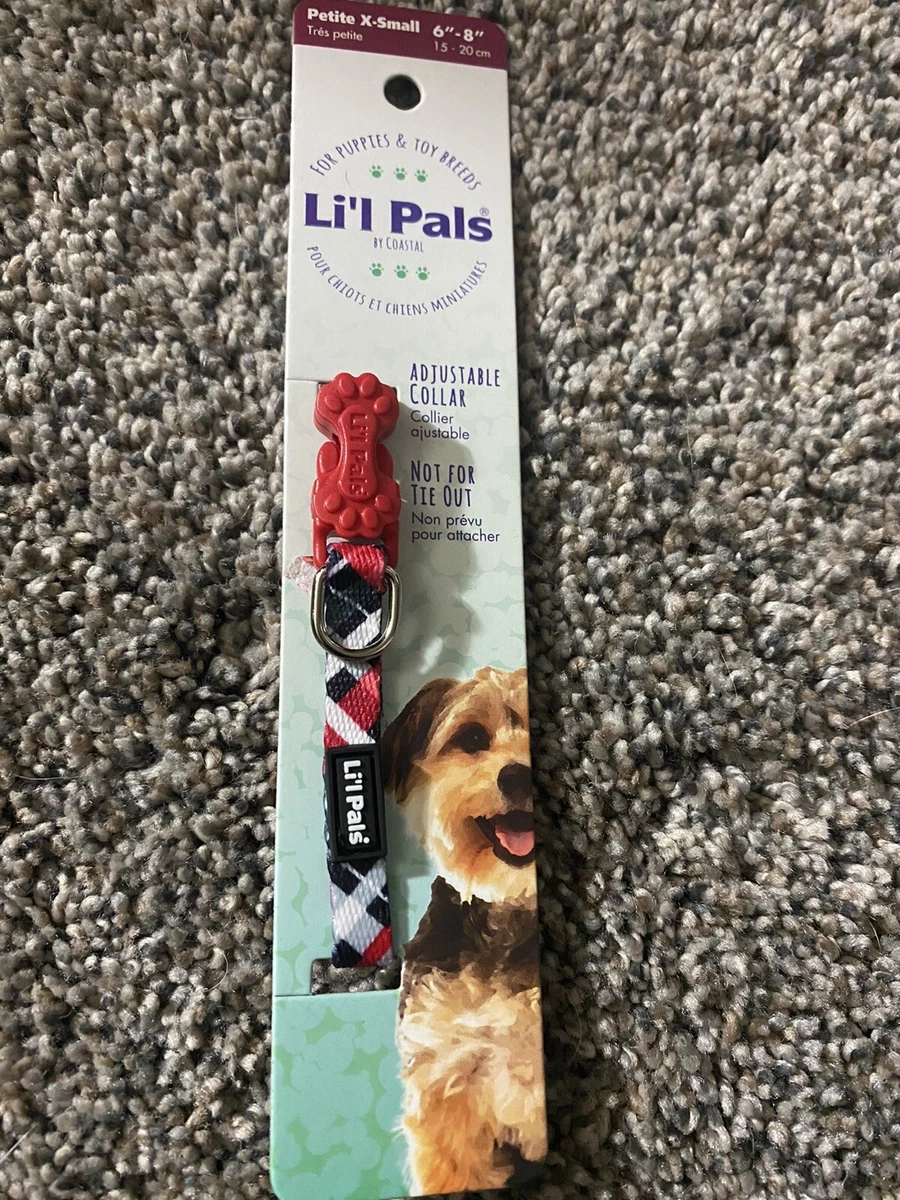 Petite X-Small 6"-8"
Trés petite 15 - 20 cm
FOR PUPPIES & TOY BREEDS
Li'l Pals®
BY COASTAL
POUR CHIOTS ET CHIENS MINIATURES
ADJUSTABLE
COLLAR
Collier
ajustable
NOT FOR
TIE OUT
Non prévu
pour attacher
Li'l Pals
Li'l Pals